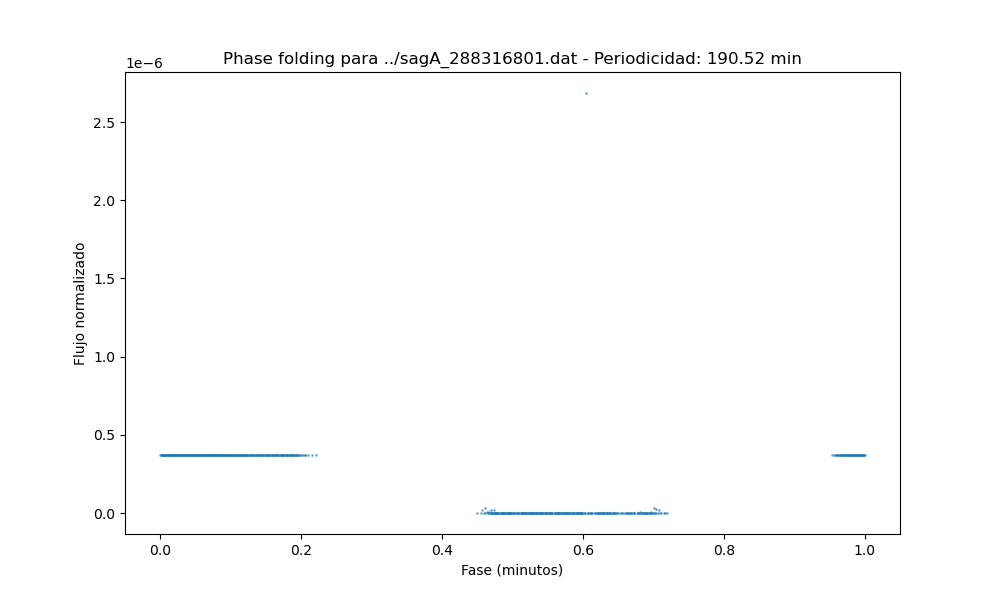 Phase folding para ../sagA_288316801.dat - Periodicidad: 190.52 min
1e−6
2.5
2.0
1.5
1.0
0.5
0.0
Flujo normalizado
0.0 0.2 0.4 0.6 0.8 1.0
Fase (minutos)